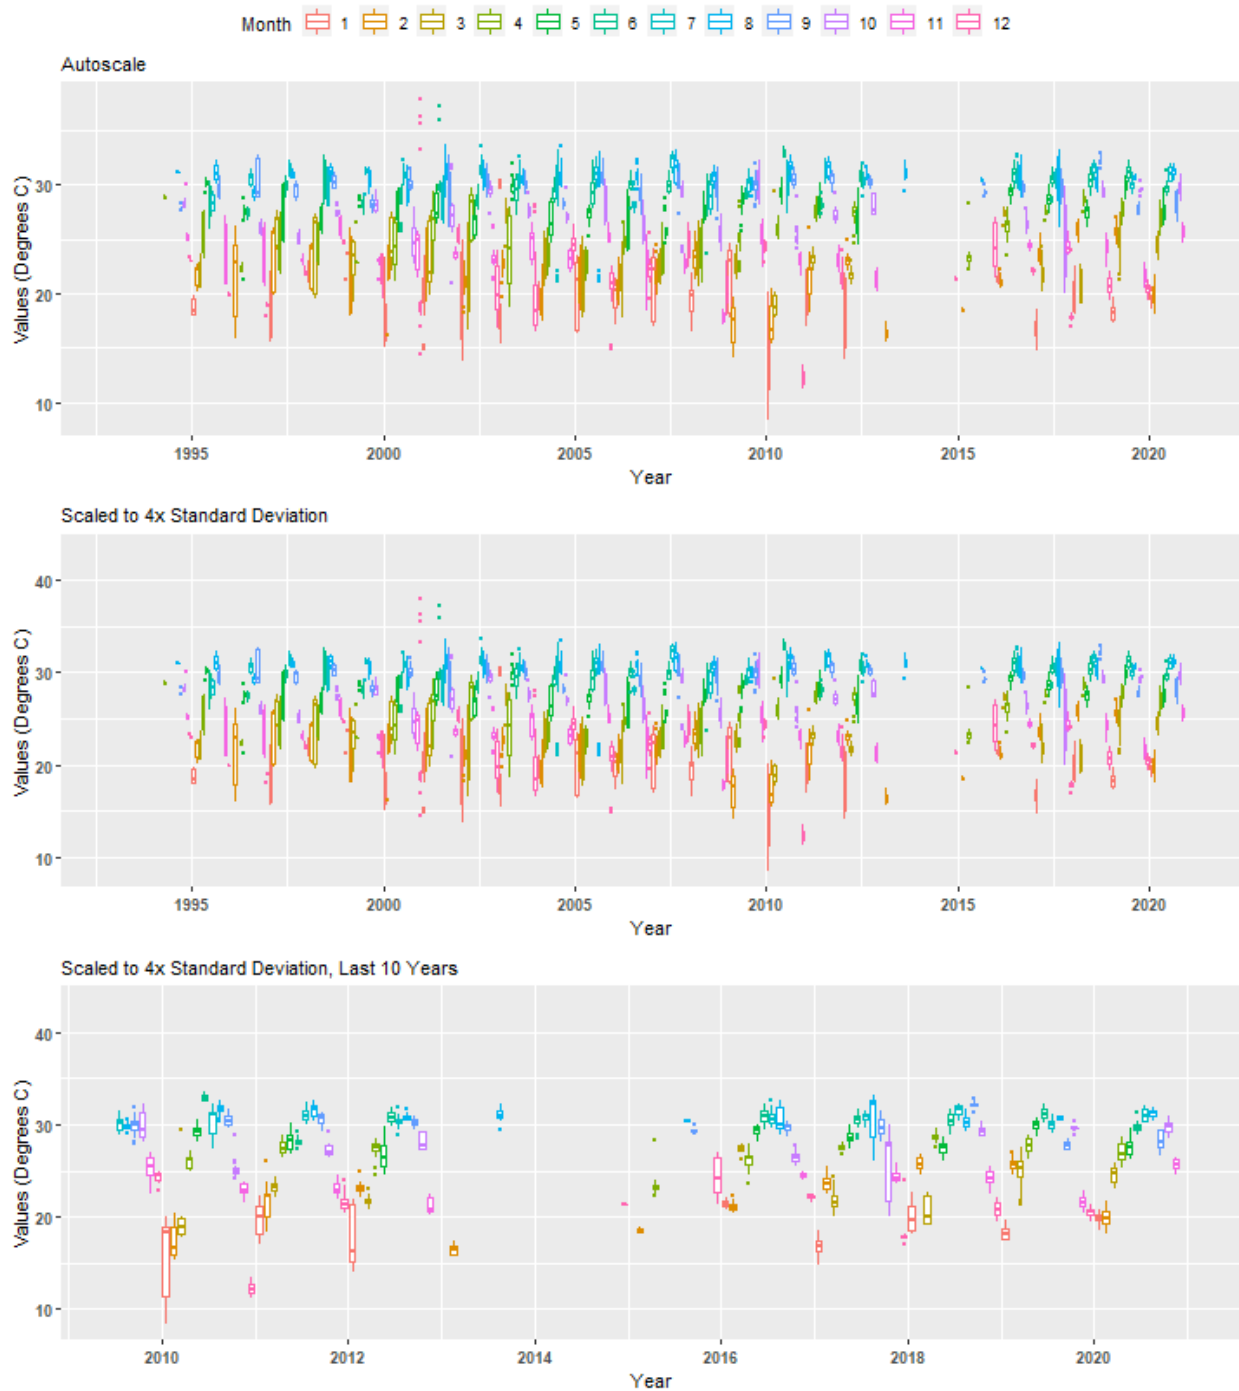 Month 1 2 3 4 5 6 7 8 9 10 11 12
Autoscale
Values (Degrees C)
30
20
10
1995 2000 2005 2010 2015 2020
Year
Scaled to 4x Standard Deviation
Values (Degrees C)
40
30
20
10
1995 2000 2005 2010 2015 2020
Year
Scaled to 4x Standard Deviation, Last 10 Years
Values (Degrees C)
40
30
20
10
2010 2012 2014 2016 2018 2020
Year